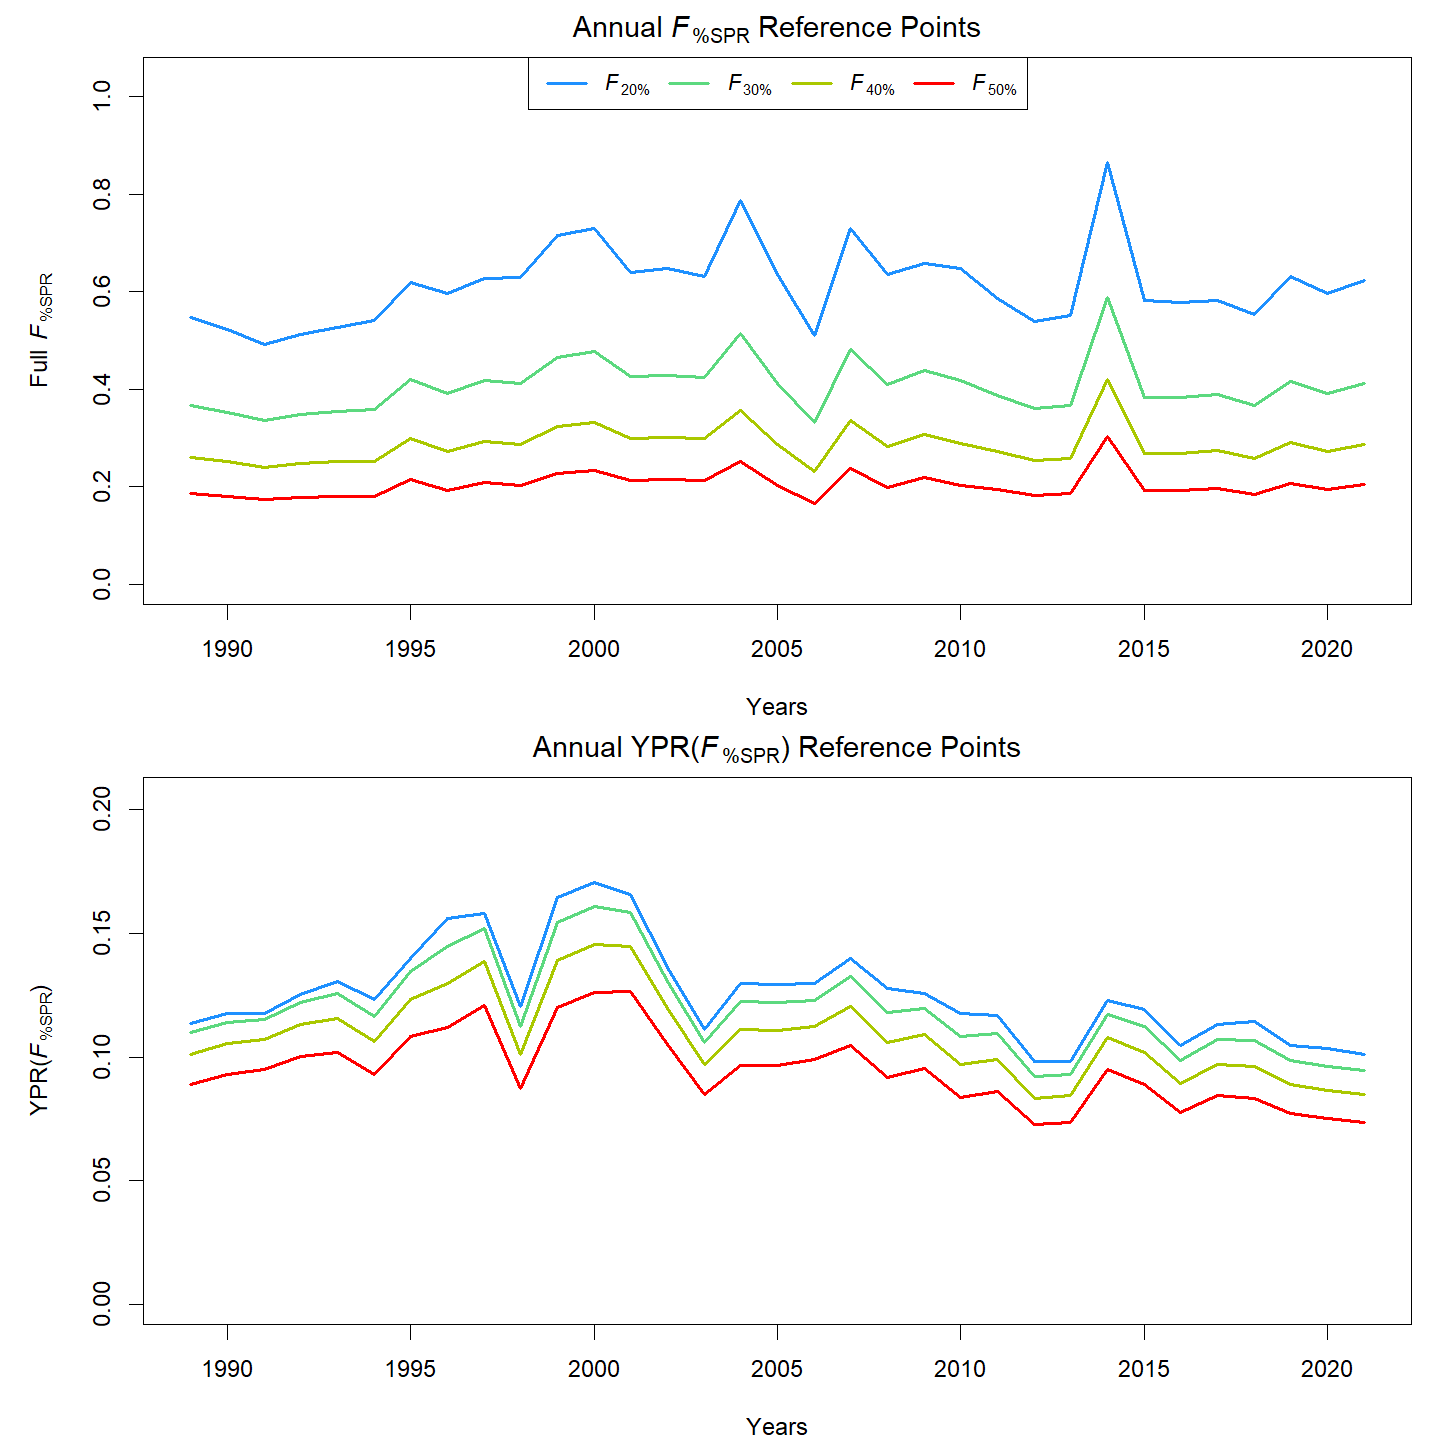 Annual F%SPR Reference Points
F20% F30% F40% F50%
Full F%SPR
1.0
0.8
0.6
0.4
0.2
0.0
1990 1995 2000 2005 2010 2015 2020
Years
Annual YPR(F%SPR) Reference Points
YPR(F%SPR)
0.20
0.15
0.10
0.05
0.00
1990 1995 2000 2005 2010 2015 2020
Years